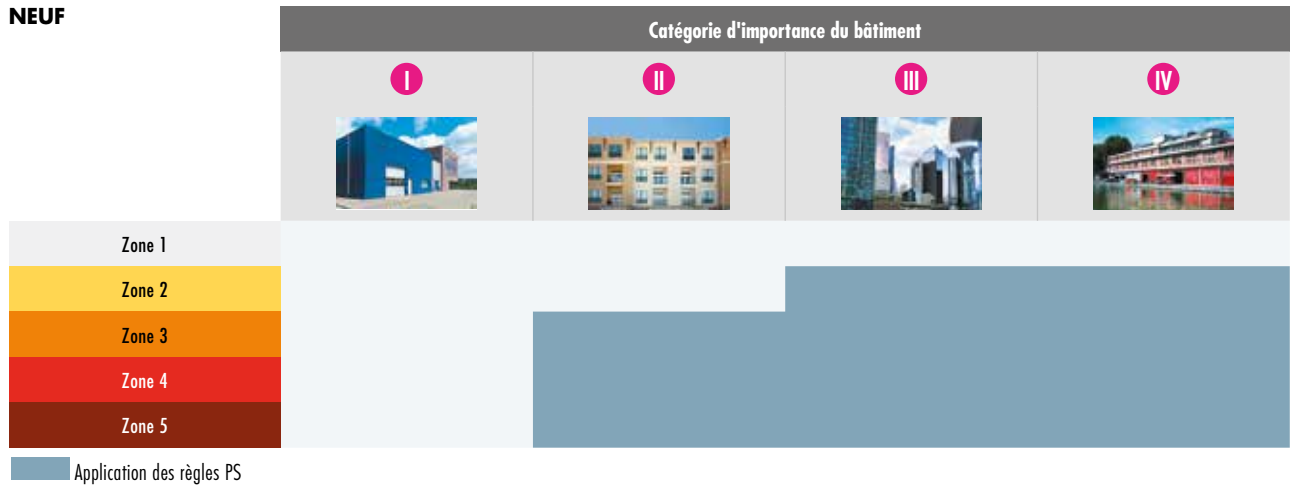 NEUF
Catégorie d'importance du bâtiment
I II III IV
Zone 1
Zone 2
Zone 3
Zone 4
Zone 5
Application des règles PS